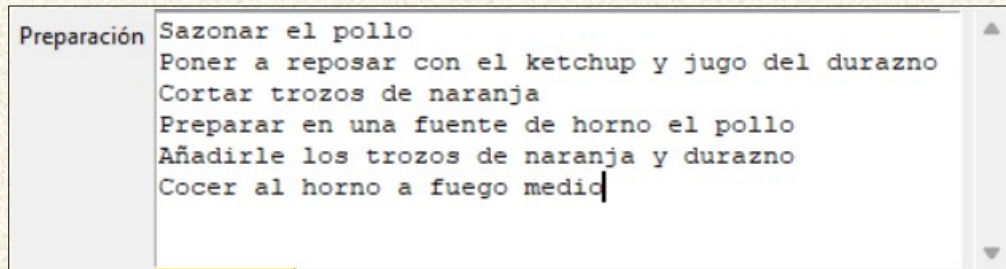 Preparación
Sazonar el pollo
Poner a reposar con el ketchup y jugo del durazno
Cortar trozos de naranja
Preparar en una fuente de horno el pollo
Añadirle los trozos de naranja y durazno
Cocer al horno a fuego medio